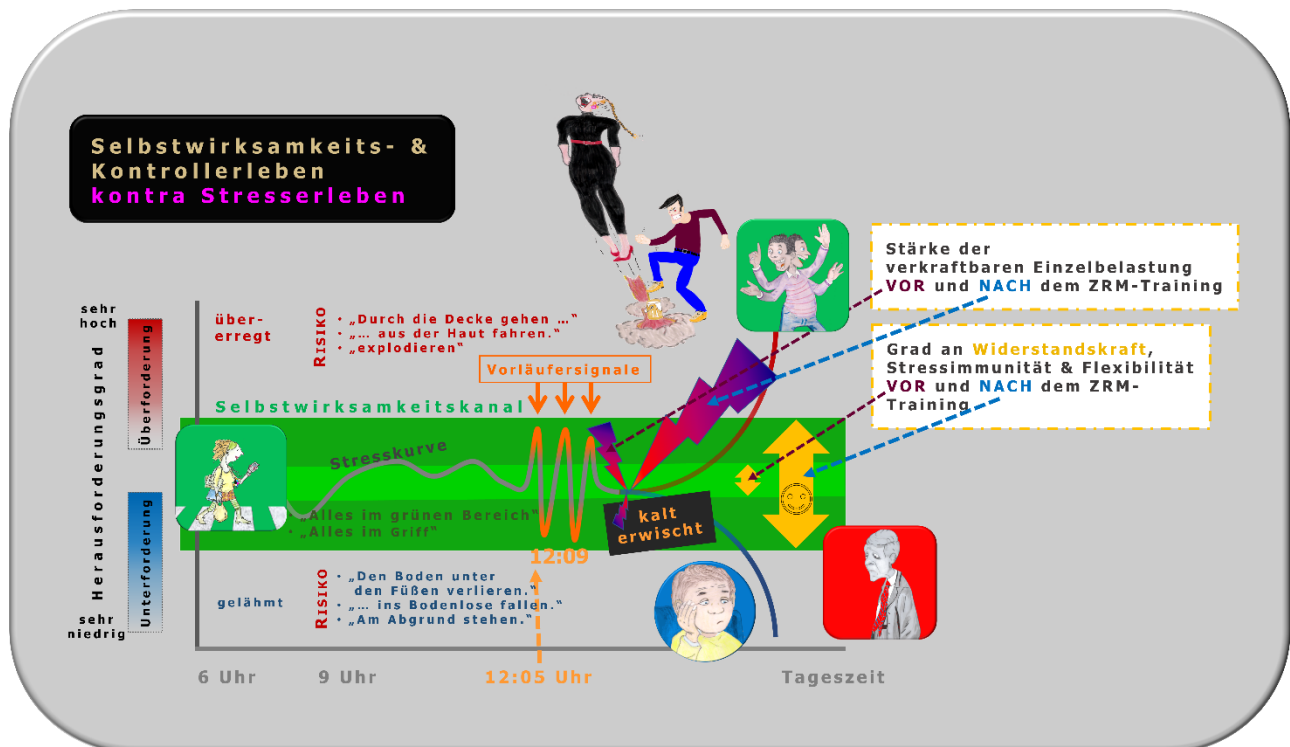 Selbstwirksamkeits- &
Kontrollerleben
kontra Stresserleben
Stärke der
verkraftbaren Einzelbelastung
VOR und NACH dem ZRM-Training
Grad an Widerstandskraft,
Stressimmunität & Flexibilität
VOR und NACH dem ZRM-
Training
sehr
hoch
Herausforderungsgrad
sehr
niedrig
Überforderung
Unterforderung
über-
erregt
RISIKO
• „Durch die Decke gehen …“
• „… aus der Haut fahren.“
• „explodieren“
Vorläufersignale
Selbstwirksamkeitskanal
Stresskurve
• „Alles im grünen Bereich“
• „Alles im Griff“
kalt
erwischt
12:09
gelähmt
RISIKO
• „Den Boden unter
den Füßen verlieren.“
• „… ins Bodenlose fallen.“
• „Am Abgrund stehen.“
6 Uhr
9 Uhr
12:05 Uhr
Tageszeit